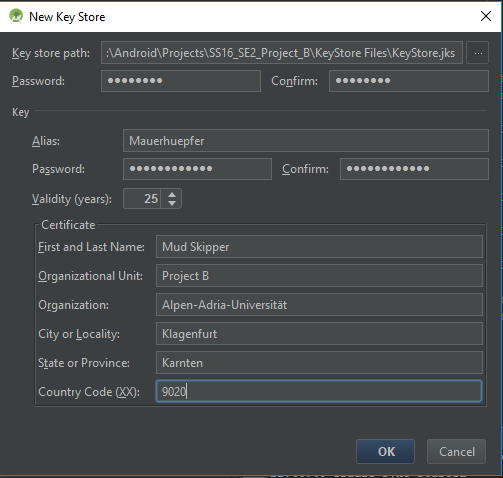 New Key Store
Key store path: :\Android\Projects\SS16_SE2_Project_B\KeyStore Files\KeyStore.jks ...
Password: •••••••• Confirm: ••••••••
Key
Alias: Mauerhuepfer
Password: •••••••••••• Confirm: ••••••••••••
Validity (years): 25
Certificate
First and Last Name: Mud Skipper
Organizational Unit: Project B
Organization: Alpen-Adria-Universität
City or Locality: Klagenfurt
State or Province: Karnten
Country Code (XX): 9020
OK Cancel